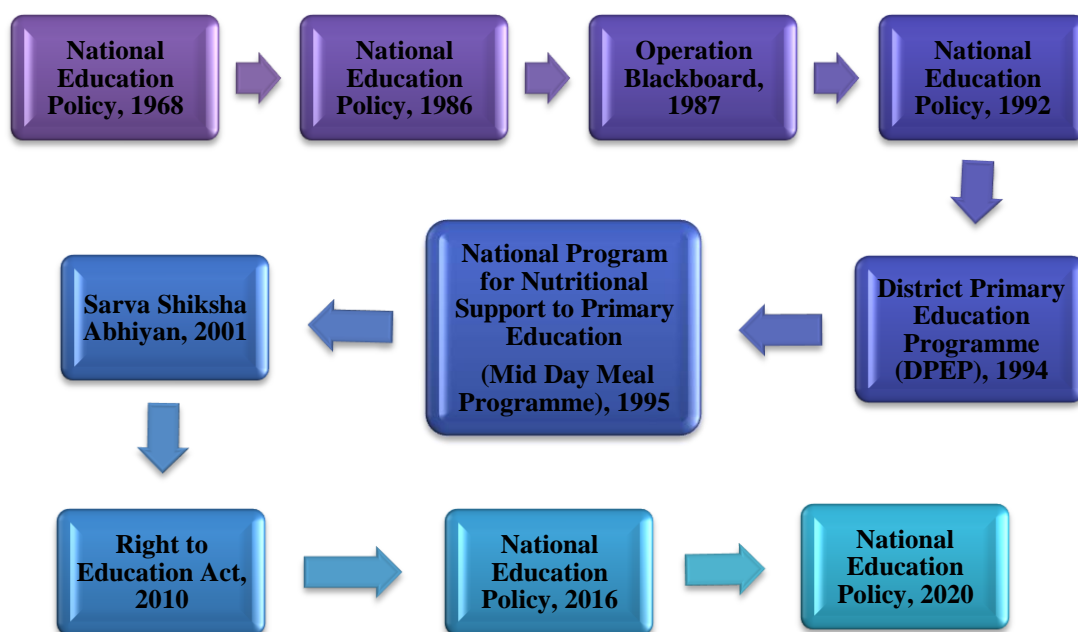 National
Education
Policy, 1968
National
Education
Policy, 1986
Operation
Blackboard,
1987
National
Education
Policy, 1992
District Primary
Education
Programme
(DPEP), 1994
National Program
for Nutritional
Support to Primary
Education
(Mid Day Meal
Programme), 1995
Sarva Shiksha
Abhiyan, 2001
Right to
Education Act,
2010
National
Education
Policy, 2016
National
Education
Policy, 2020